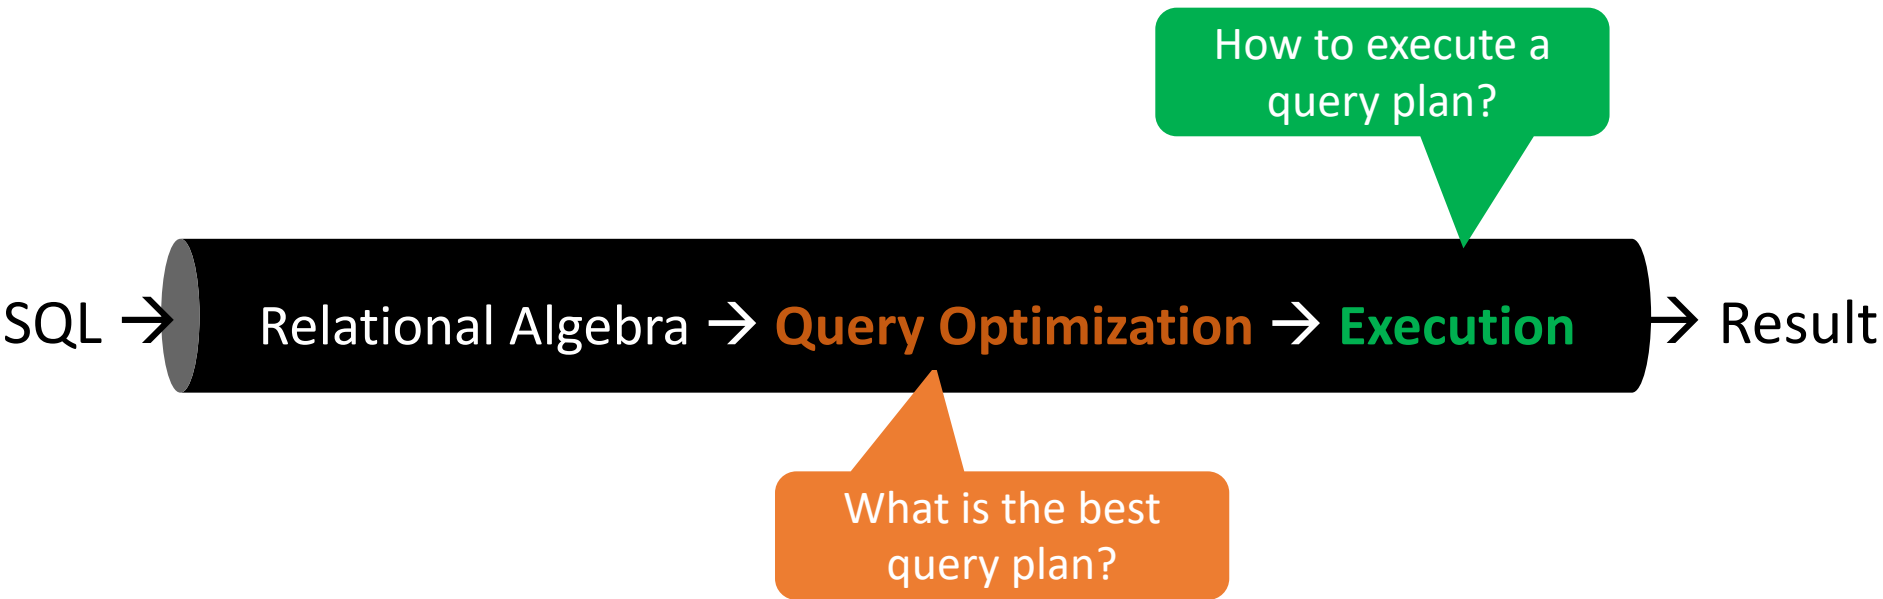 How to execute a
query plan?
SQL → Relational Algebra → Query Optimization → Execution → Result
What is the best
query plan?